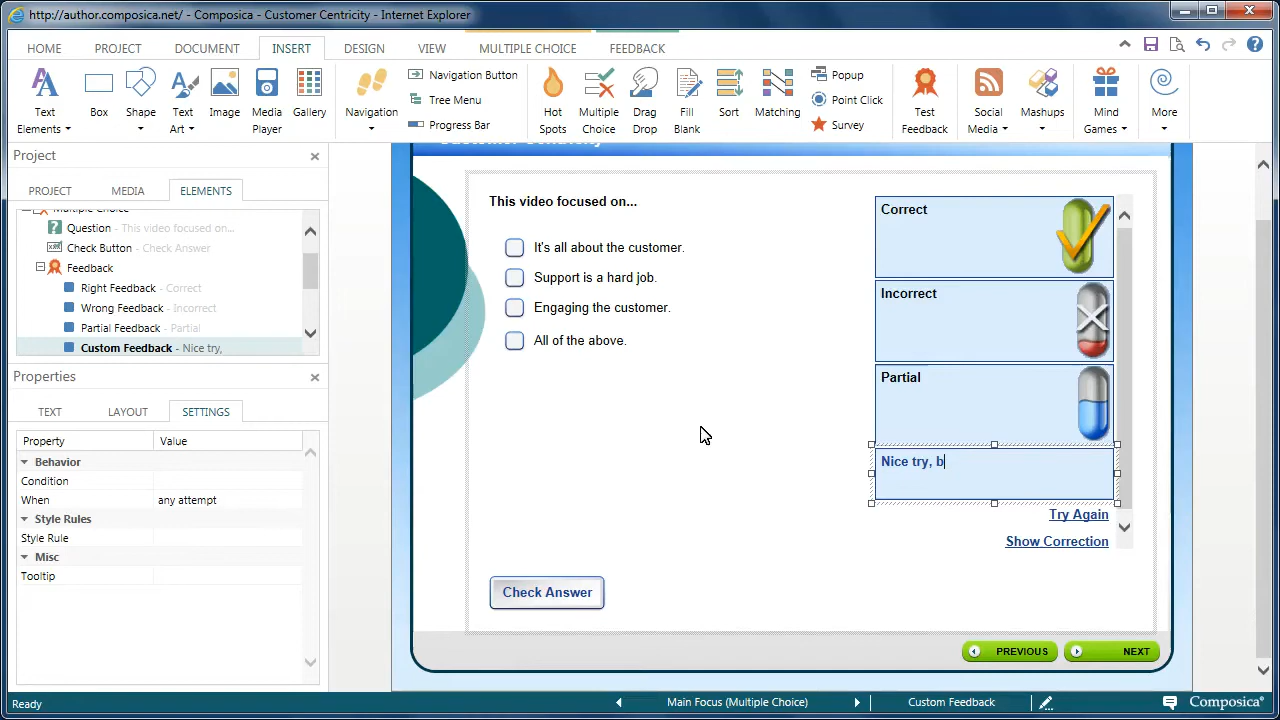 http://author.composica.net/ - Composica - Customer Centricity - Internet Explorer
HOME PROJECT DOCUMENT INSERT DESIGN VIEW MULTIPLE CHOICE FEEDBACK
Text Elements
Box
Shape
Text Art
Image
Media Player
Gallery
Navigation
Navigation Button
Tree Menu
Progress Bar
Hot Spots
Multiple Choice
Drag Drop
Fill Blank
Sort
Matching
Popup
Point Click
Survey
Test Feedback
Social Media
Mashups
Mini Games
More
Project
PROJECT MEDIA ELEMENTS
Multiple Choice
Question - This video focused on...
Check Button - Check Answer
Feedback
Right Feedback - Correct
Wrong Feedback - Incorrect
Partial Feedback - Partial
Custom Feedback - Nice try,
Properties
TEXT LAYOUT SETTINGS
Property Value
Behavior
Condition
When any attempt
Style Rules
Style Rule
Misc
Tooltip
Customer Centricity
This video focused on...
It's all about the customer.
Support is a hard job.
Engaging the customer.
All of the above.
Correct
Incorrect
Partial
Nice try, b
Try Again
Show Correction
Check Answer
PREVIOUS NEXT
Ready Main Focus (Multiple Choice) Custom Feedback Composica